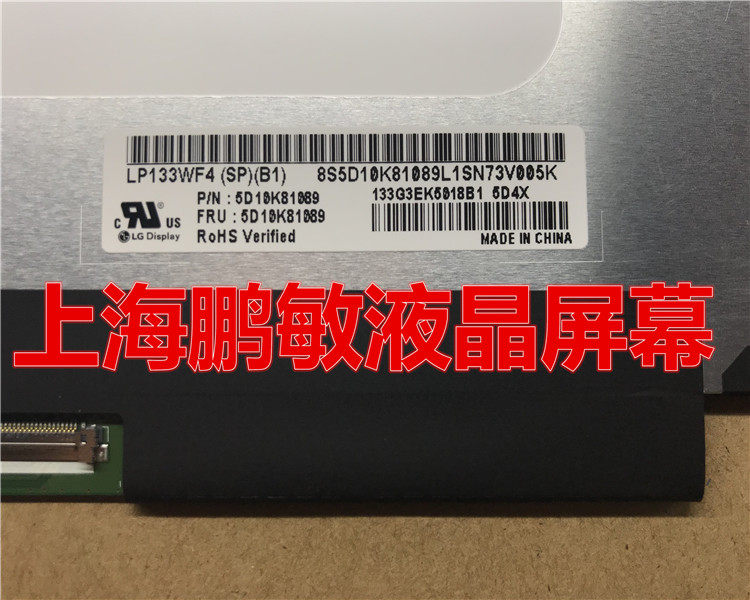 LP133WF4 (SP)(B1)
8S5D10K81089L1SN73V005K
P/N : 5D10K81089
133G3EK5018B1 5D4X
FRU : 5D10K81089
C UR US
LG Display
RoHS Verified
MADE IN CHINA
上海鹏敏液晶屏幕